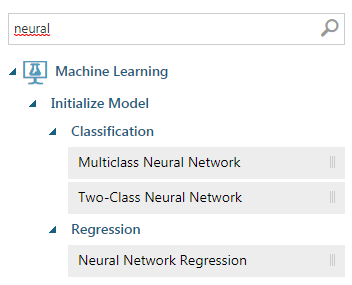 neural
Machine Learning
Initialize Model
Classification
Multiclass Neural Network
Two-Class Neural Network
Regression
Neural Network Regression